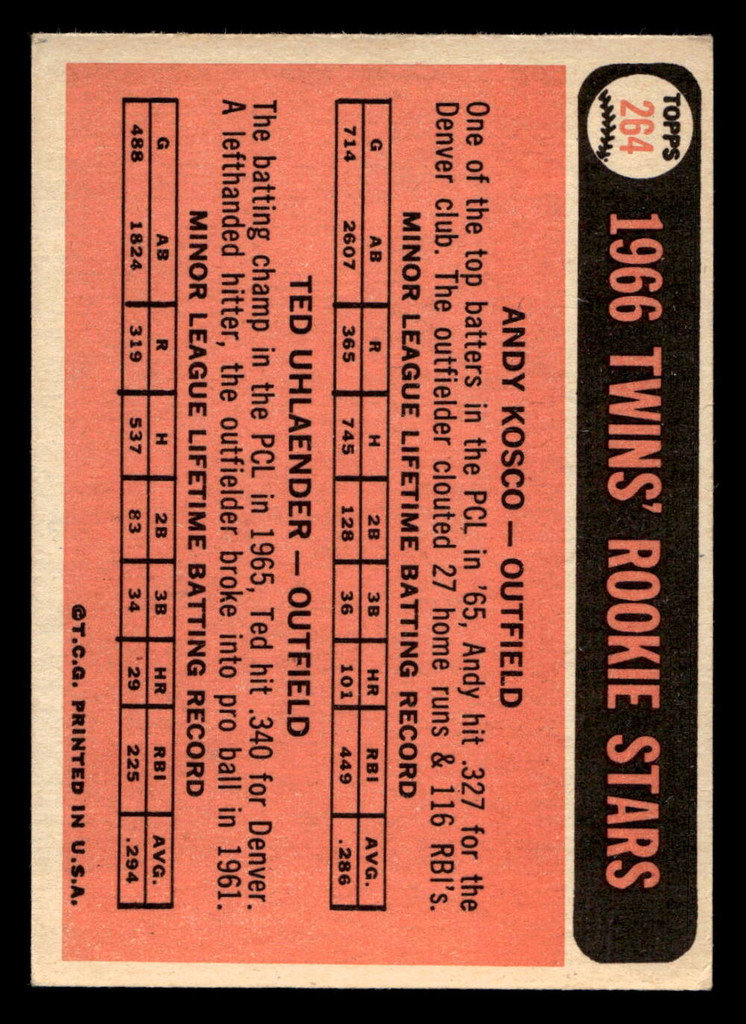 TOPPS
264
1966 TWINS' ROOKIE STARS
ANDY KOSCO — OUTFIELD
One of the top batters in the PCL in '65, Andy hit .327 for the
Denver club. The outfielder clouted 27 home runs & 116 RBI's.
MINOR LEAGUE LIFETIME BATTING RECORD
G AB R H 2B 3B HR RBI AVG.
714 2607 365 745 128 36 101 449 .286
TED UHLAENDER — OUTFIELD
The batting champ in the PCL in 1965, Ted hit .340 for Denver.
A lefthanded hitter, the outfielder broke into pro ball in 1961.
MINOR LEAGUE LIFETIME BATTING RECORD
G AB R H 2B 3B HR RBI AVG.
488 1824 319 537 83 34 29 225 .294
©T.C.G. PRINTED IN U.S.A.